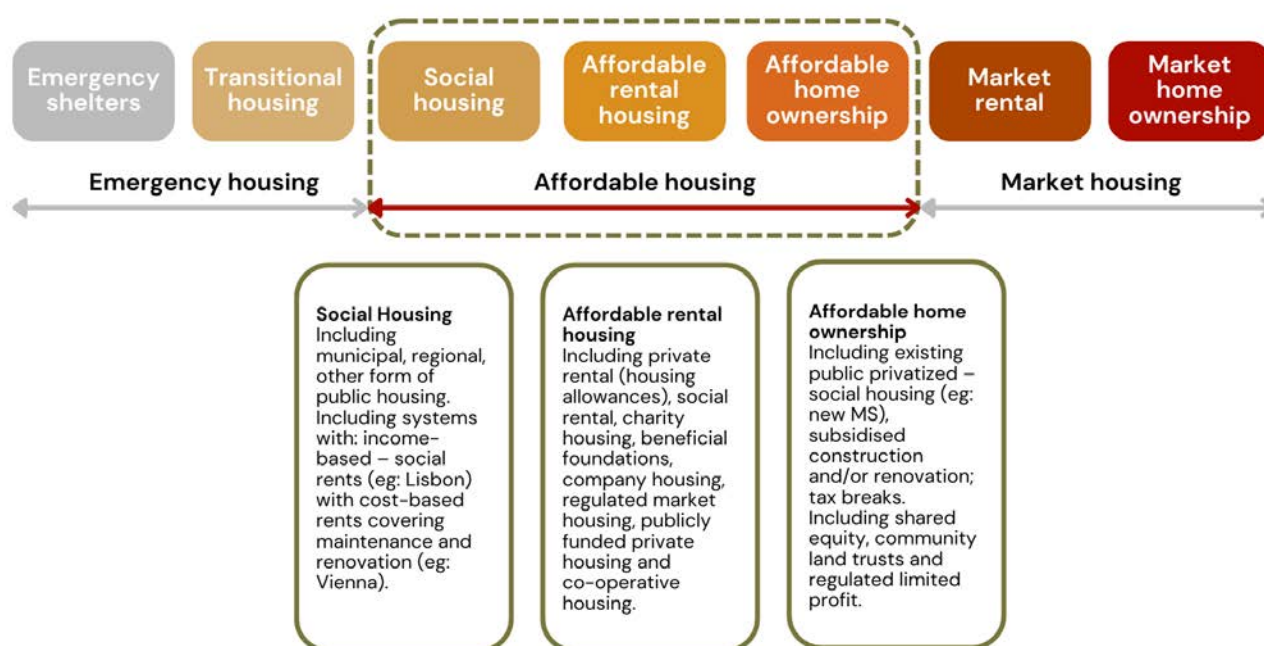 Emergency
shelters
Transitional
housing
Social
housing
Affordable
rental
housing
Affordable
home
ownership
Market
rental
Market
home
ownership
Emergency housing
Affordable housing
Market housing
Social Housing
Including
municipal, regional,
other form of
public housing.
Including systems
with: income-
based – social
rents (eg: Lisbon)
with cost-based
rents covering
maintenance and
renovation (eg:
Vienna).
Affordable rental
housing
Including private
rental (housing
allowances), social
rental, charity
housing, beneficial
foundations,
company housing,
regulated market
housing, publicly
funded private
housing and
co-operative
housing.
Affordable home
ownership
Including existing
public privatized –
social housing (eg:
new MS),
subsidised
construction
and/or renovation;
tax breaks.
Including shared
equity, community
land trusts and
regulated limited
profit.